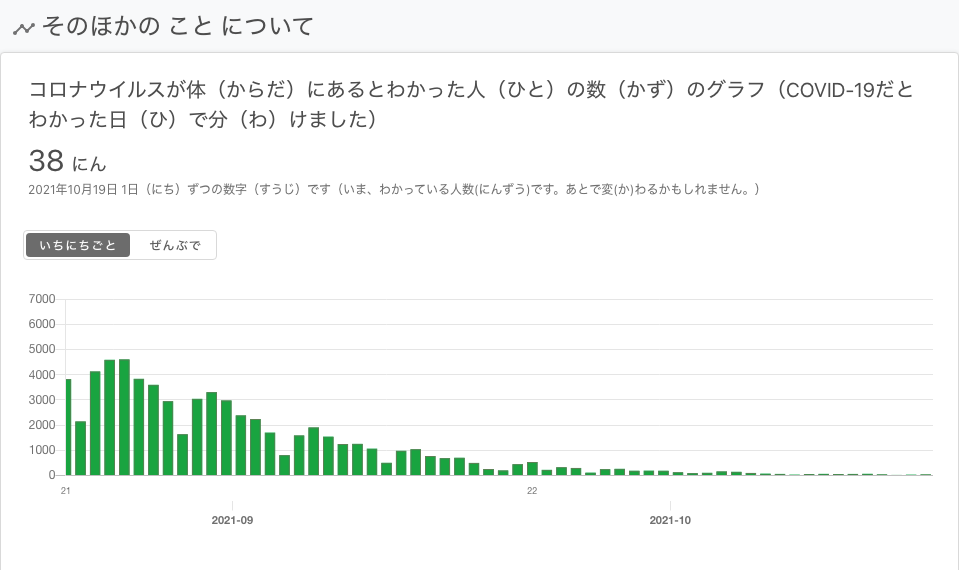 そのほかの こと について
コロナウイルスが体（からだ）にあるとわかった人（ひと）の数（かず）のグラフ（COVID-19だと
わかった日（ひ）で分（わ）けました）
38 にん
2021年10月19日 1日（にち）ずつの数字（すうじ）です（いま、わかっている人数(にんずう)です。あとで変(か)わるかもしれません。）
いちにちごと ぜんぶで
7000
6000
5000
4000
3000
2000
1000
0
21 22
2021-09 2021-10